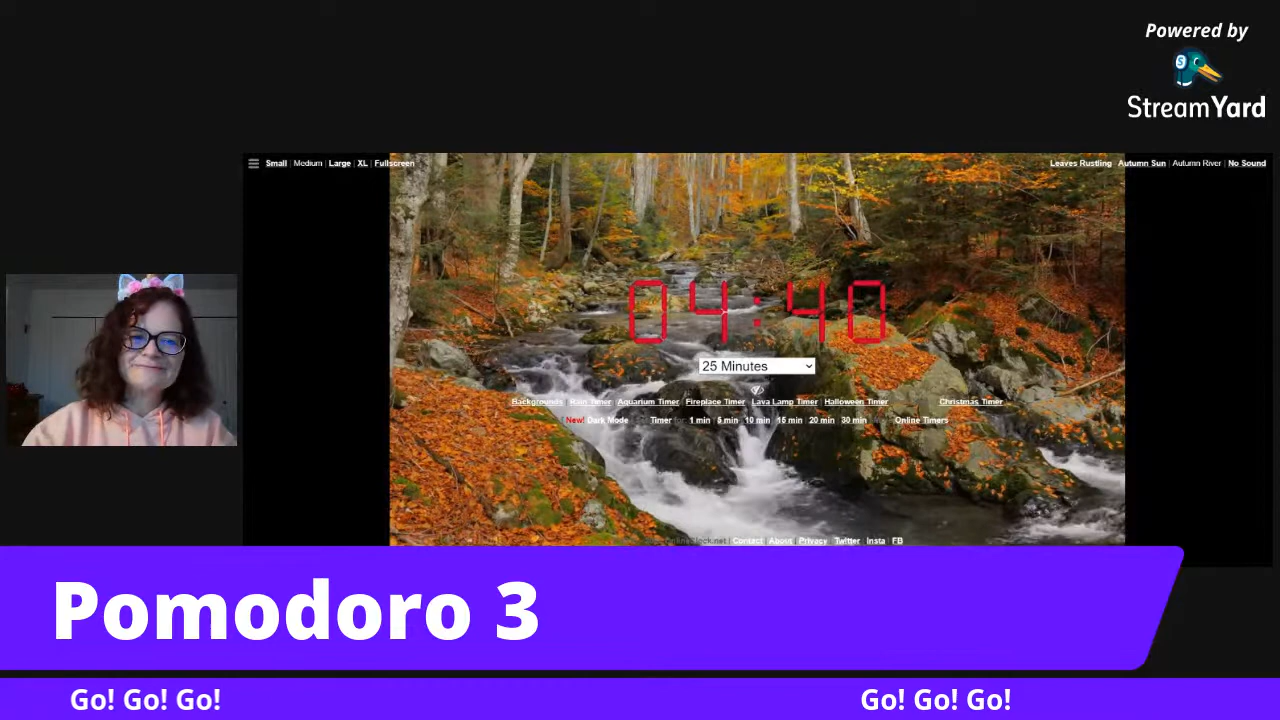 Powered by
StreamYard
Small | Medium | Large | XL | Fullscreen
Leaves Rustling | Autumn Sun | Autumn River | No Sound
04:40
25 Minutes
Backgrounds Rain Timer Aquarium Timer Fireplace Timer Lava Lamp Timer Halloween Timer Christmas Timer
New! Dark Mode Timer 1 min 5 min 10 min 15 min 20 min 30 min Online Timers
Contact | About | Privacy | Twitter | Insta | FB
Pomodoro 3
Go! Go! Go! Go! Go! Go!